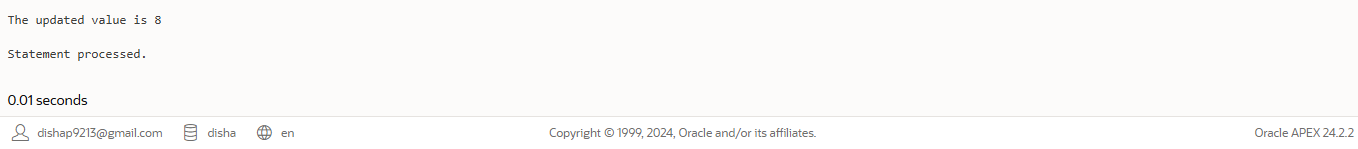 The updated value is 8
Statement processed.
0.01 seconds
dishap9213@gmail.com disha en Copyright © 1999, 2024, Oracle and/or its affiliates. Oracle APEX 24.2.2